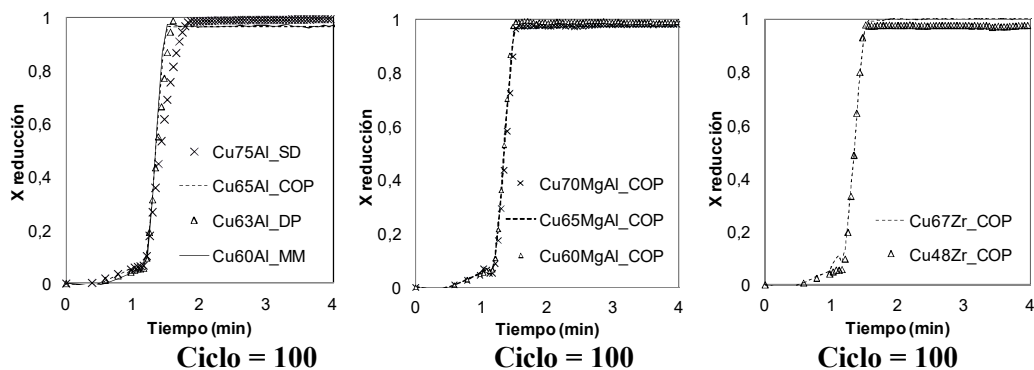 X reducción
1
0,8
0,6
0,4
0,2
0
Cu75Al_SD
Cu65Al_COP
Cu63Al_DP
Cu60Al_MM
0 1 2 3 4
Tiempo (min)
Ciclo = 100
X reducción
1
0,8
0,6
0,4
0,2
0
Cu70MgAl_COP
Cu65MgAl_COP
Cu60MgAl_COP
0 1 2 3 4
Tiempo (min)
Ciclo = 100
X reducción
1
0,8
0,6
0,4
0,2
0
Cu67Zr_COP
Cu48Zr_COP
0 1 2 3 4
Tiempo (min)
Ciclo = 100